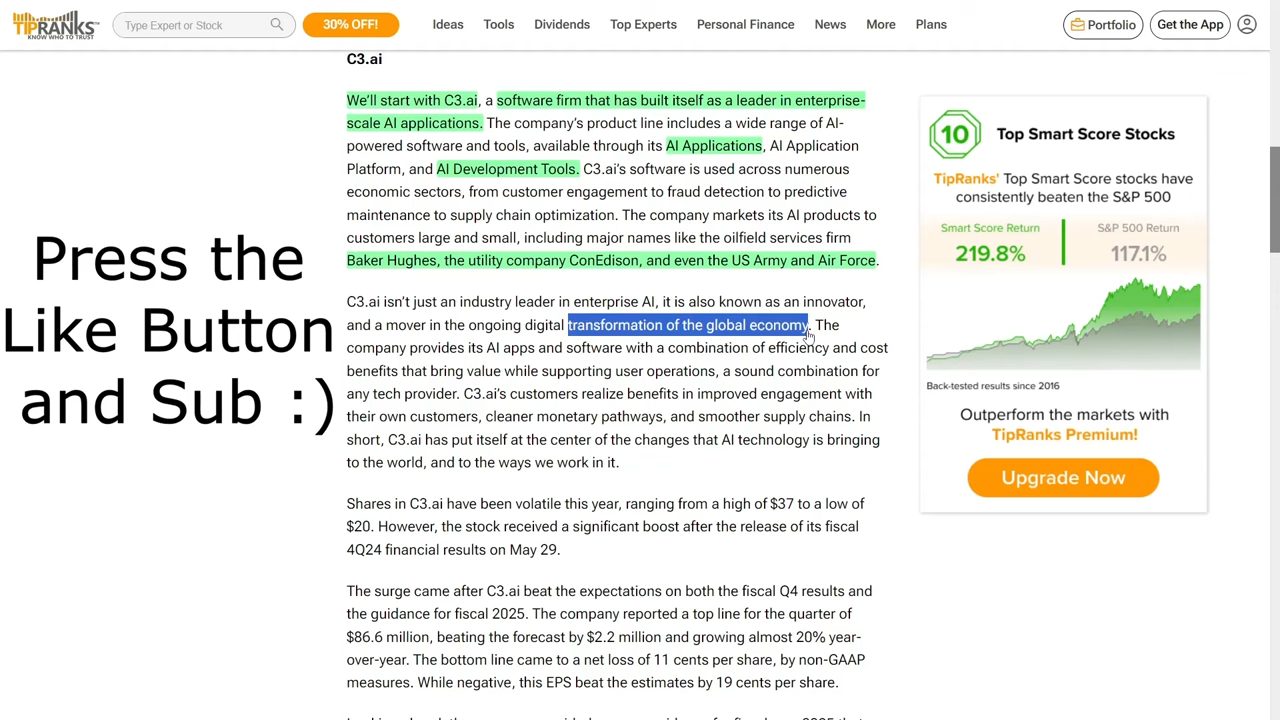 TIPRANKS
KNOW WHO TO TRUST
Type Expert or Stock
30% OFF!
Ideas
Tools
Dividends
Top Experts
Personal Finance
News
More
Plans
Portfolio
Get the App
C3.ai
We'll start with C3.ai, a software firm that has built itself as a leader in enterprise-
scale AI applications. The company's product line includes a wide range of AI-
powered software and tools, available through its AI Applications, AI Application
Platform, and AI Development Tools. C3.ai's software is used across numerous
economic sectors, from customer engagement to fraud detection to predictive
maintenance to supply chain optimization. The company markets its AI products to
customers large and small, including major names like the oilfield services firm
Baker Hughes, the utility company ConEdison, and even the US Army and Air Force.
C3.ai isn't just an industry leader in enterprise AI, it is also known as an innovator,
and a mover in the ongoing digital transformation of the global economy. The
company provides its AI apps and software with a combination of efficiency and cost
benefits that bring value while supporting user operations, a sound combination for
any tech provider. C3.ai's customers realize benefits in improved engagement with
their own customers, cleaner monetary pathways, and smoother supply chains. In
short, C3.ai has put itself at the center of the changes that AI technology is bringing
to the world, and to the ways we work in it.
Shares in C3.ai have been volatile this year, ranging from a high of $37 to a low of
$20. However, the stock received a significant boost after the release of its fiscal
4Q24 financial results on May 29.
The surge came after C3.ai beat the expectations on both the fiscal Q4 results and
the guidance for fiscal 2025. The company reported a top line for the quarter of
$86.6 million, beating the forecast by $2.2 million and growing almost 20% year-
over-year. The bottom line came to a net loss of 11 cents per share, by non-GAAP
measures. While negative, this EPS beat the estimates by 19 cents per share.
Press the
Like Button
and Sub :)
10
Top Smart Score Stocks
TipRanks' Top Smart Score stocks have
consistently beaten the S&P 500
Smart Score Return
219.8%
S&P 500 Return
117.1%
Back-tested results since 2016
Outperform the markets with
TipRanks Premium!
Upgrade Now